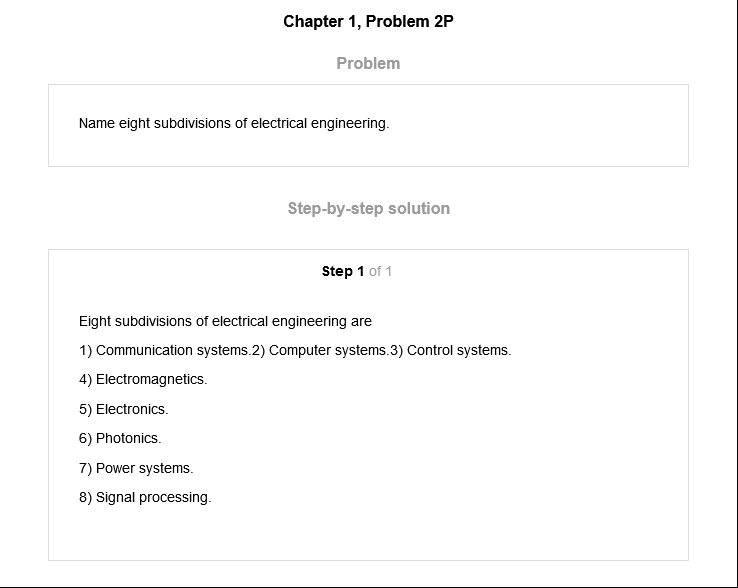 Chapter 1, Problem 2P
Problem
Name eight subdivisions of electrical engineering.
Step-by-step solution
Step 1 of 1
Eight subdivisions of electrical engineering are
1) Communication systems.2) Computer systems.3) Control systems.
4) Electromagnetics.
5) Electronics.
6) Photonics.
7) Power systems.
8) Signal processing.